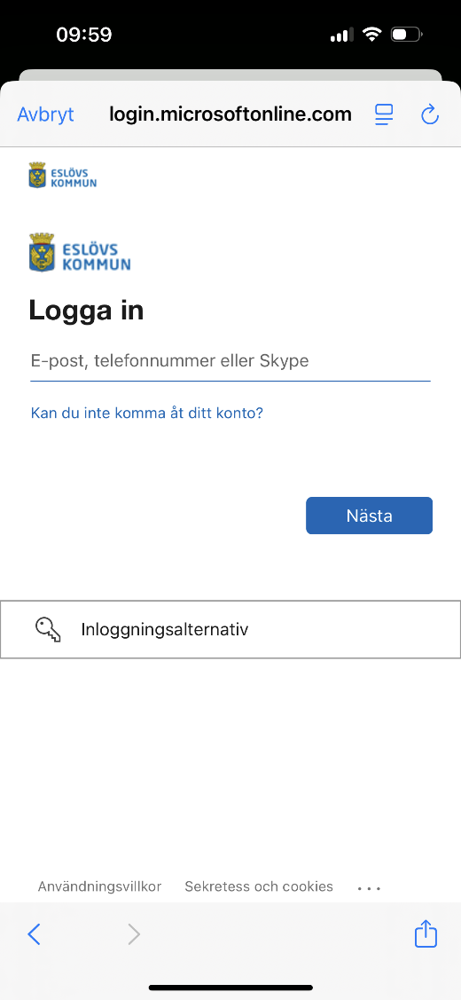 09:59
Avbryt login.microsoftonline.com
ESLÖVS
KOMMUN
ESLÖVS
KOMMUN
Logga in
E-post, telefonnummer eller Skype
Kan du inte komma åt ditt konto?
Nästa
Inloggningsalternativ
Användningsvillkor Sekretess och cookies ...